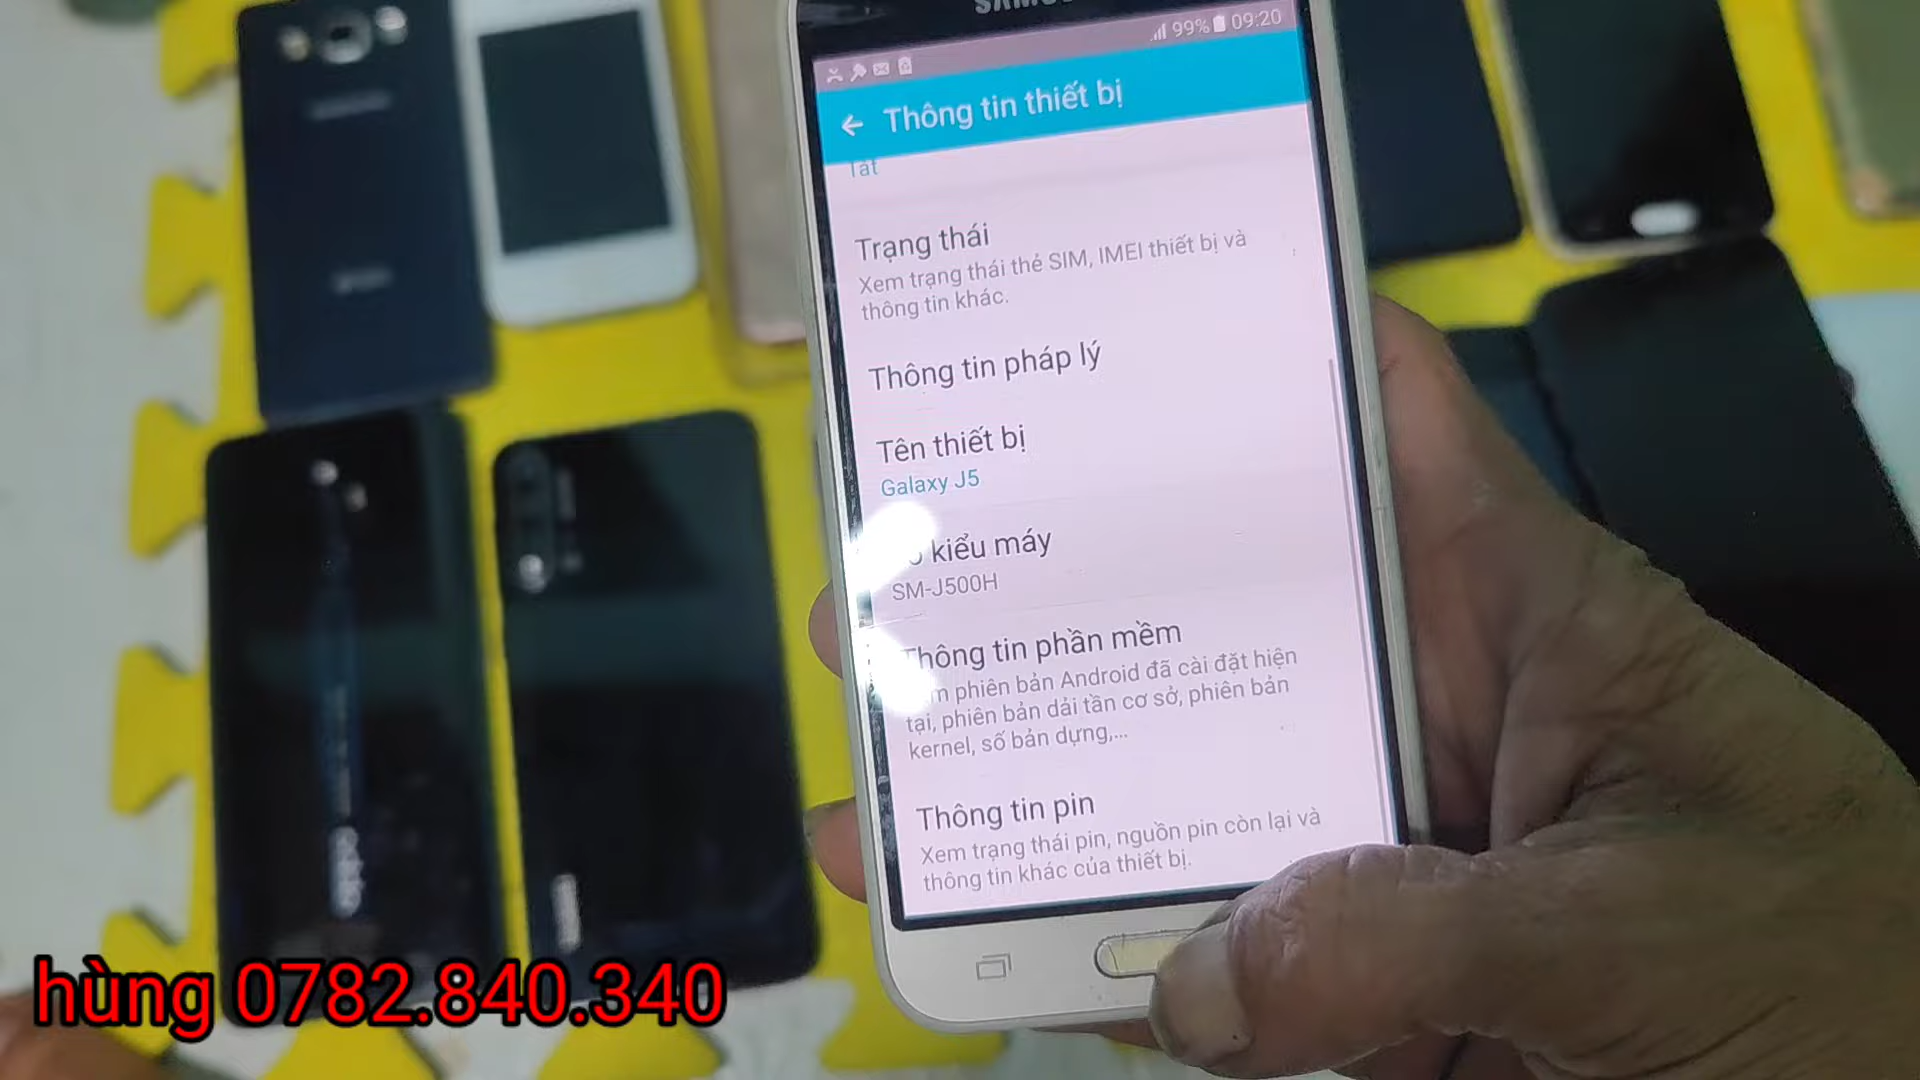 SAMSUNG
99% 09:20
Thông tin thiết bị
Tắt
Trạng thái
Xem trạng thái thẻ SIM, IMEI thiết bị và
thông tin khác.
Thông tin pháp lý
Tên thiết bị
Galaxy J5
kiểu máy
SM-J500H
Thông tin phần mềm
phiên bản Android đã cài đặt hiện
tại, phiên bản dải tần cơ sở, phiên bản
kernel, số bản dựng,...
Thông tin pin
Xem trạng thái pin, nguồn pin còn lại và
thông tin khác của thiết bị.
oppo
hùng 0782.840.340